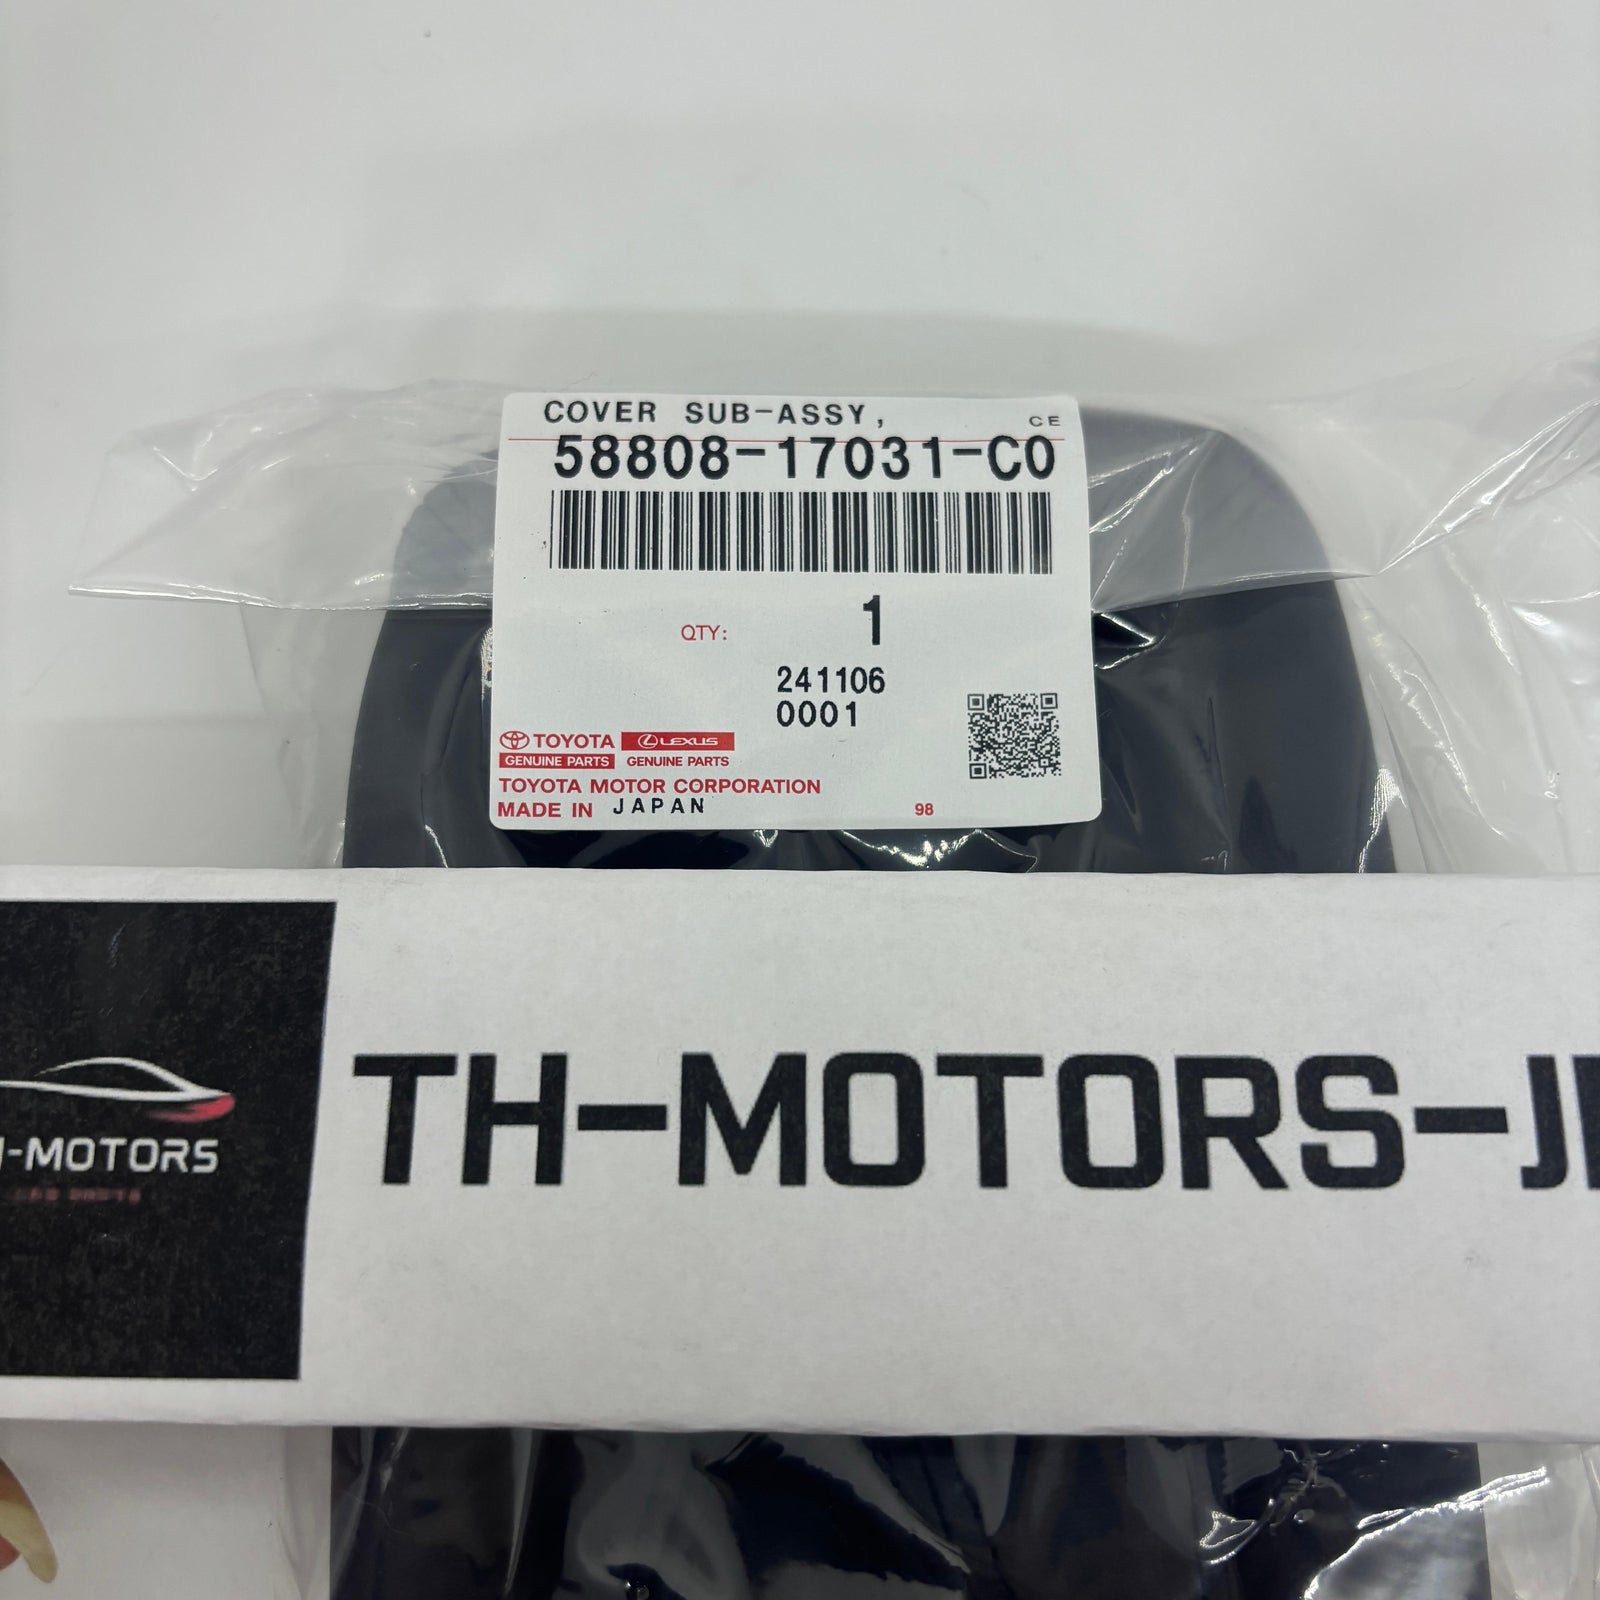 COVER SUB-ASSY,
CE
58808-17031-C0
QTY: 1
241106
0001
TOYOTA LEXUS
GENUINE PARTS GENUINE PARTS
TOYOTA MOTOR CORPORATION
MADE IN JAPAN
98
TH-MOTORS-J
-MOTORS